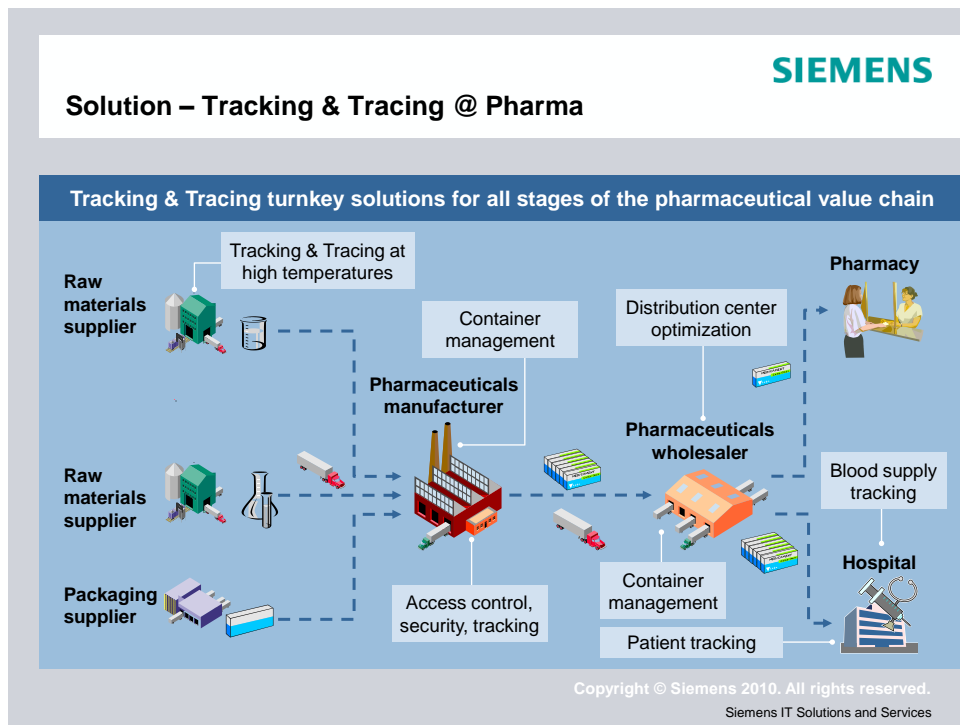 SIEMENS
Solution – Tracking & Tracing @ Pharma
Tracking & Tracing turnkey solutions for all stages of the pharmaceutical value chain
Tracking & Tracing at
high temperatures
Raw
materials
supplier
Container
management
Distribution center
optimization
Pharmacy
Pharmaceuticals
manufacturer
Pharmaceuticals
wholesaler
Raw
materials
supplier
Blood supply
tracking
Packaging
supplier
Access control,
security, tracking
Container
management
Hospital
Patient tracking
Copyright © Siemens 2010. All rights reserved.
Siemens IT Solutions and Services